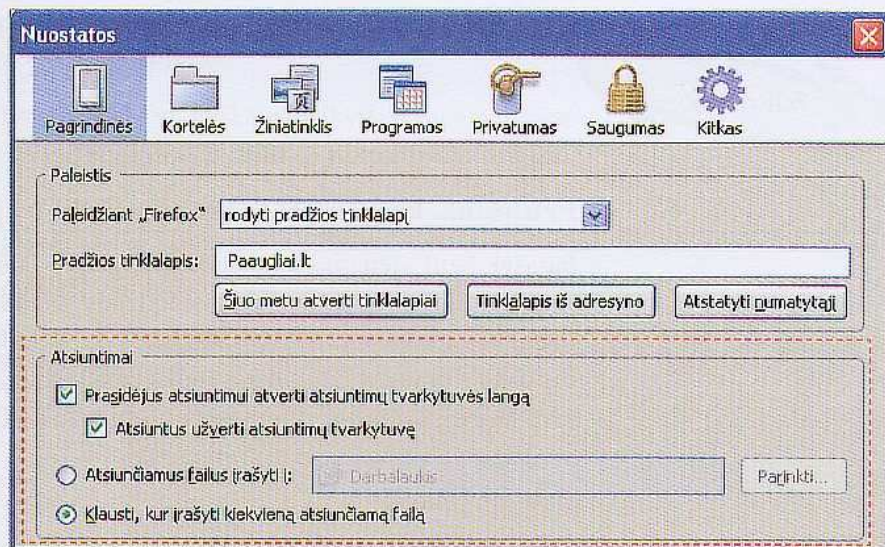 Nuostatos
Pagrindinės Kortelės Žiniatinklis Programos Privatumas Saugumas Kitkas
Paleistis
Paleidžiant „Firefox“ rodyti pradžios tinklalapį
Pradžios tinklalapis: Paaugliai.lt
Šiuo metu atverti tinklalapiai Tinklalapis iš adresyno Atstatyti numatytąjį
Atsiuntimai
Prasidėjus atsiuntimui atverti atsiuntimų tvarkytuvės langą
Atsiuntus užverti atsiuntimų tvarkytuvę
Atsiunčiamus failus įrašyti į: Darbalaukis Parinkti...
Klausti, kur įrašyti kiekvieną atsiunčiamą failą